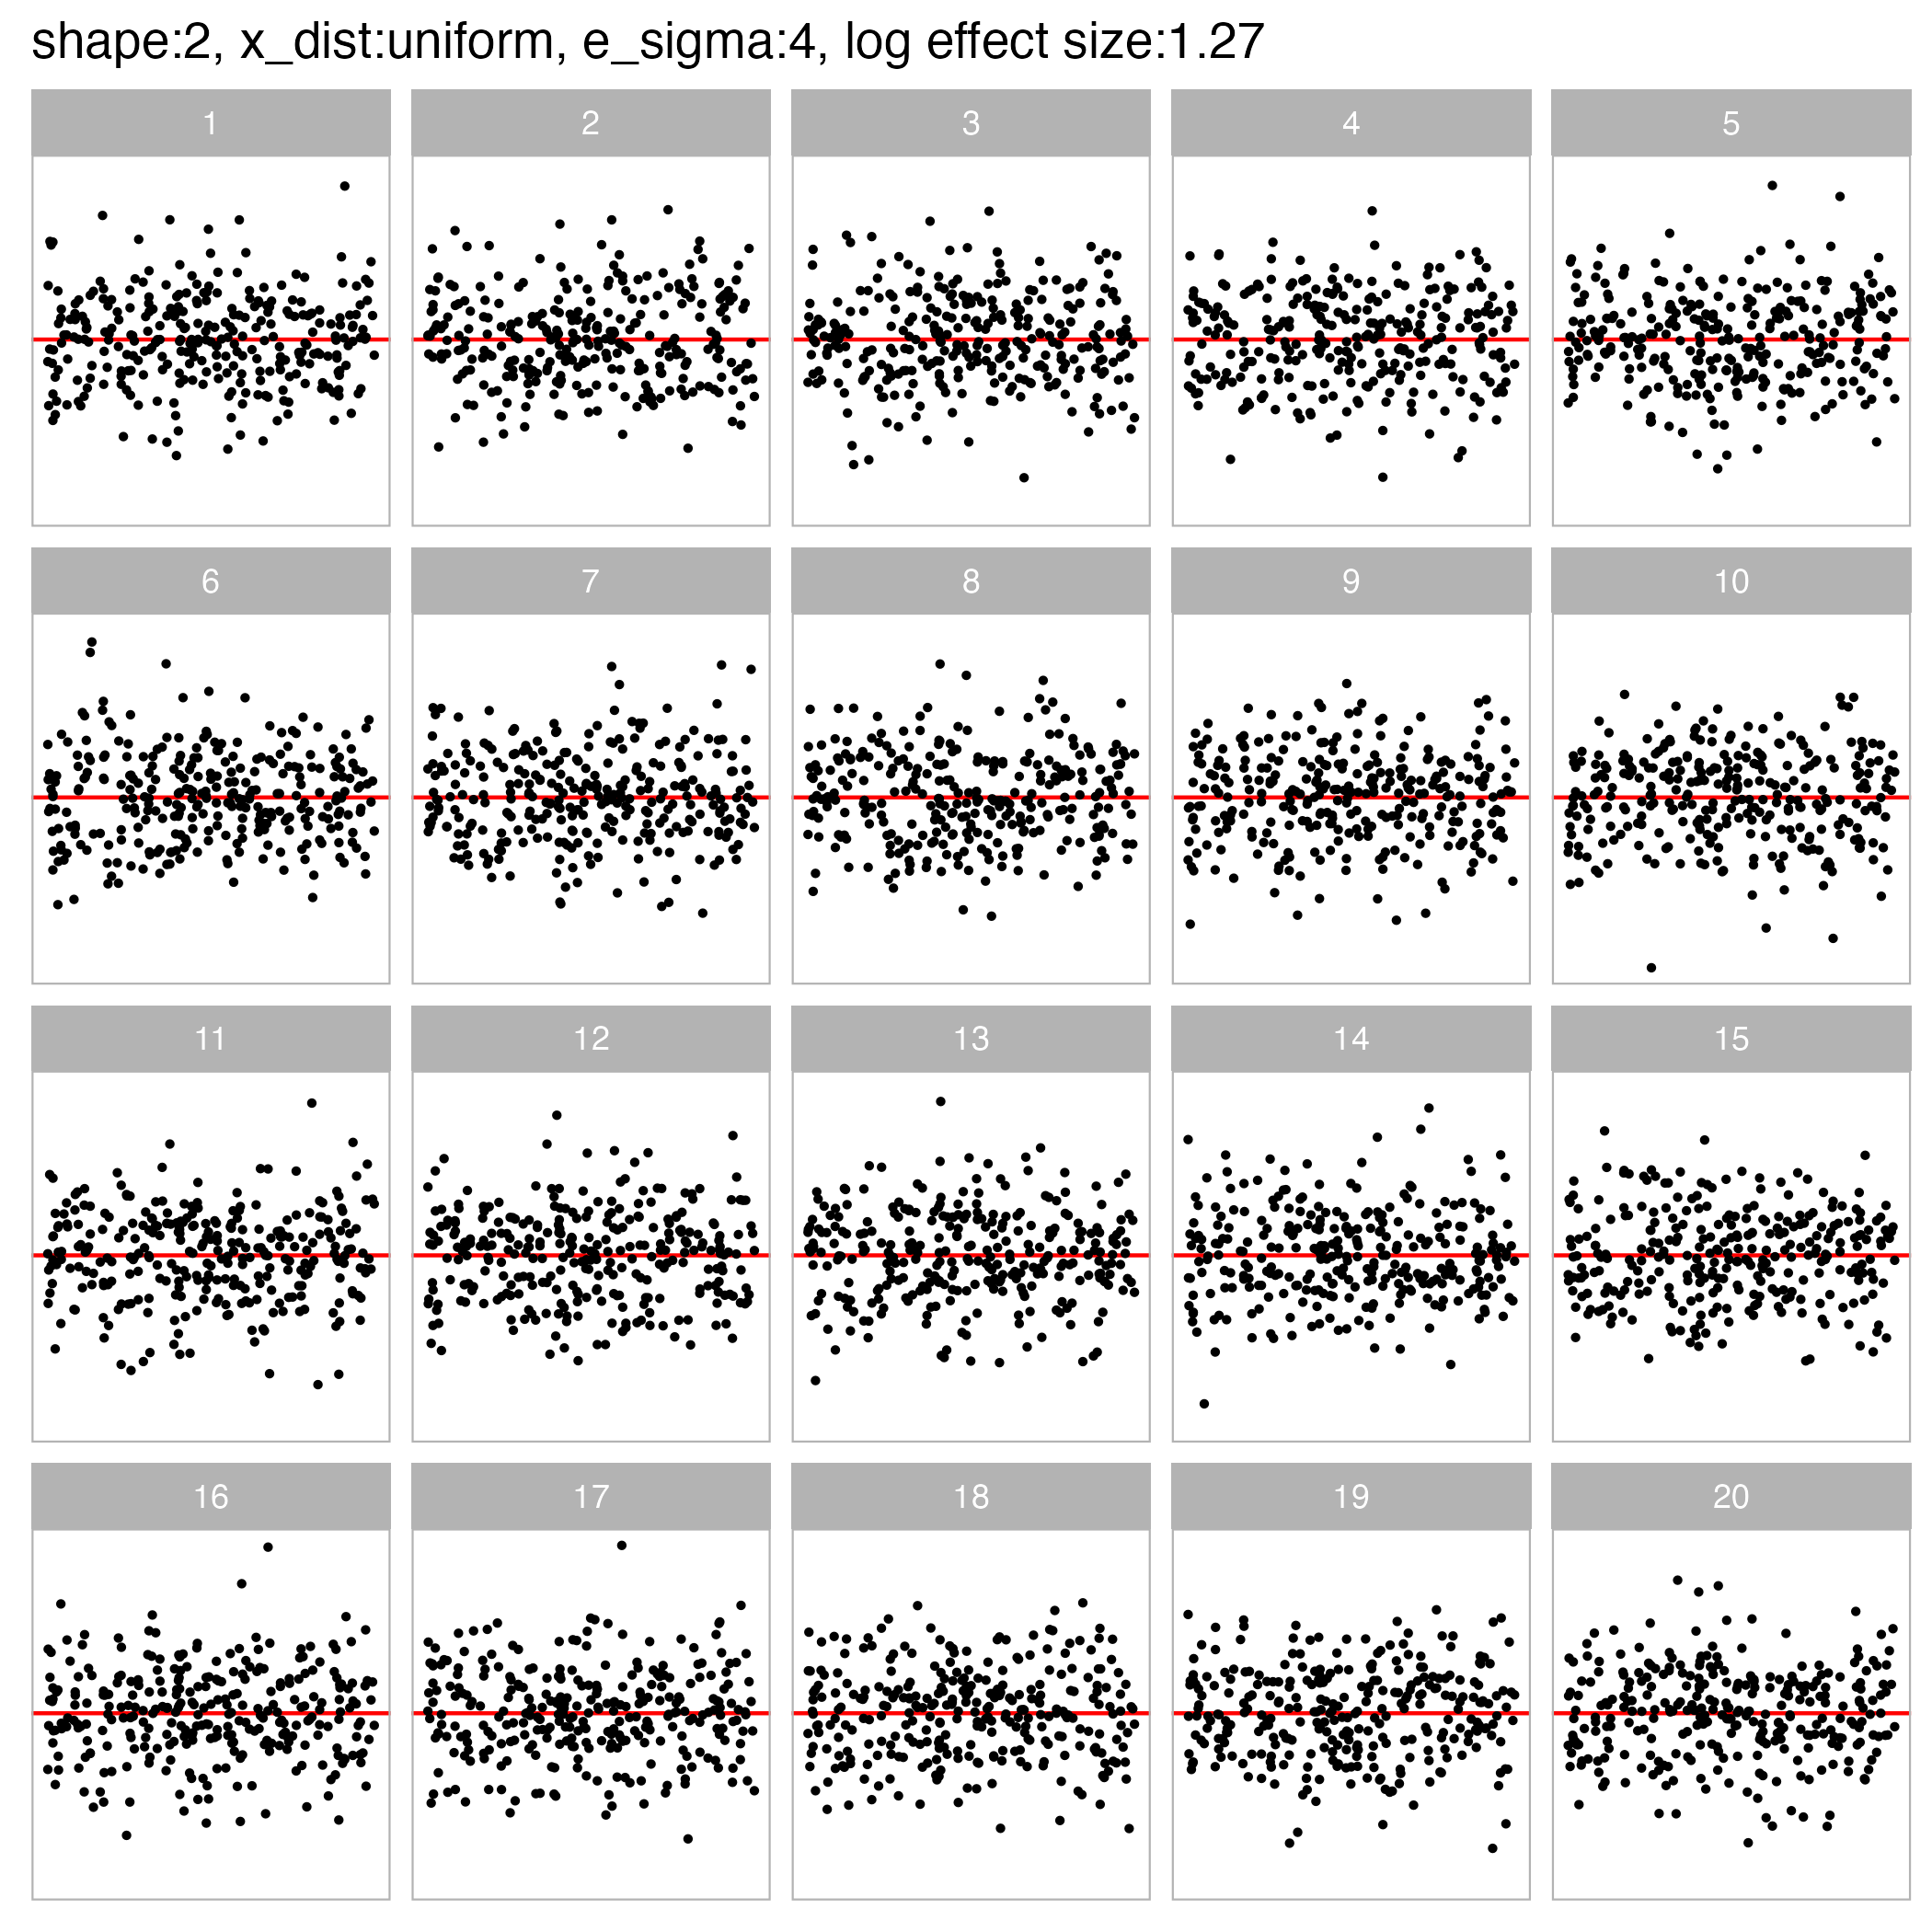 shape:2, x_dist:uniform, e_sigma:4, log effect size:1.27
1 2 3 4 5
6 7 8 9 10
11 12 13 14 15
16 17 18 19 20